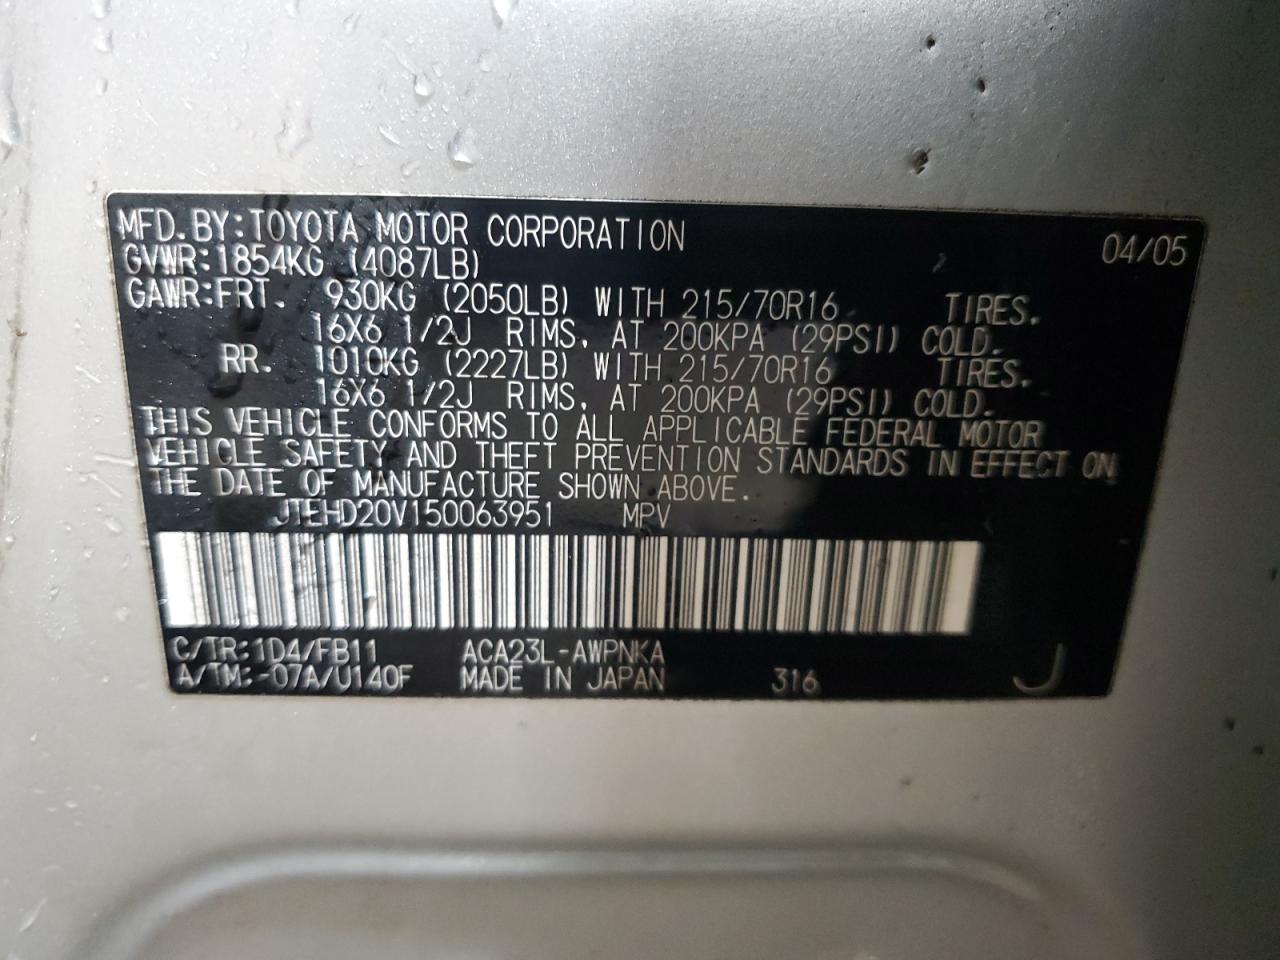 MFD. BY: TOYOTA MOTOR CORPORATION 04/05
GVWR: 1854KG (4087LB)
GAWR: FRT. 930KG (2050LB) WITH 215/70R16 TIRES.
16X6 1/2J RIMS, AT 200KPA (29PSI) COLD.
RR. 1010KG (2227LB) WITH 215/70R16 TIRES.
16X6 1/2J RIMS, AT 200KPA (29PSI) COLD.
THIS VEHICLE CONFORMS TO ALL APPLICABLE FEDERAL MOTOR
VEHICLE SAFETY AND THEFT PREVENTION STANDARDS IN EFFECT ON
THE DATE OF MANUFACTURE SHOWN ABOVE.
JTEHD20V150063951 MPV
C/TR: 1D4/FB11 ACA23L-AWPNKA
A/TM: -07A/U140F MADE IN JAPAN 316 J